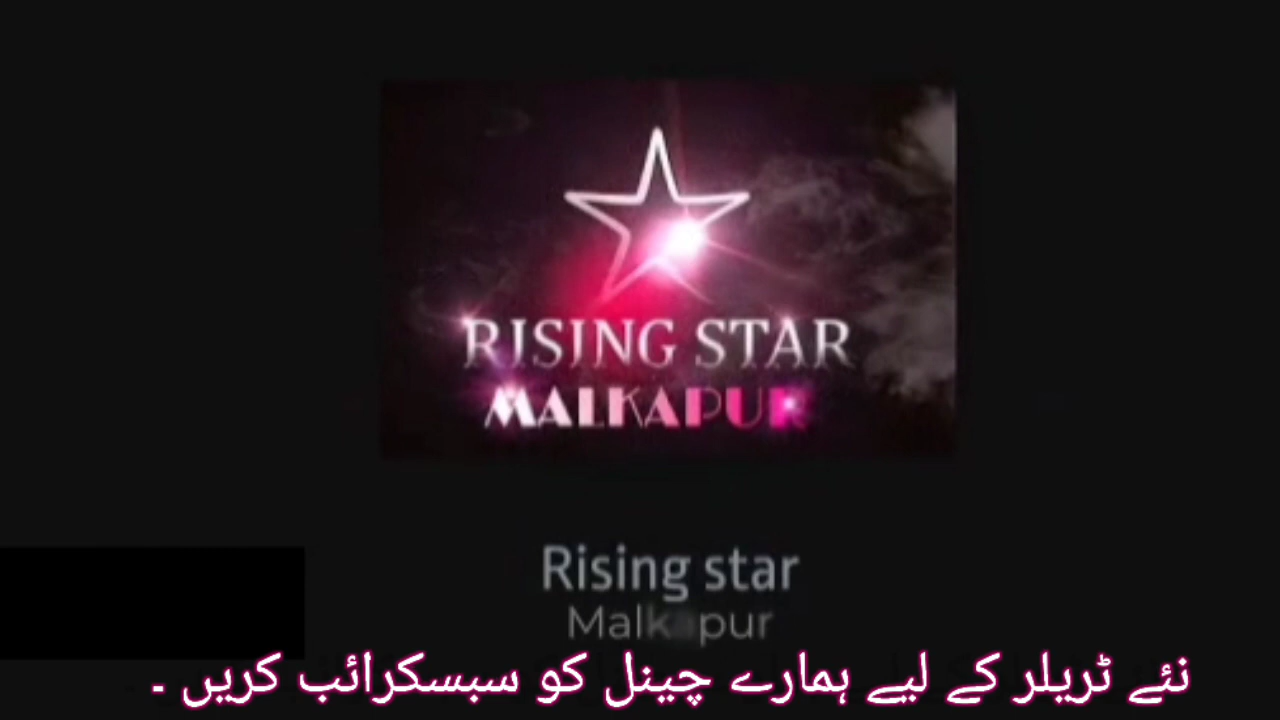 RISING STAR
MALKAPUR
Rising star
Malkapur
نئے ٹریلر کے لیے ہمارے چینل کو سبسکرائب کریں ۔